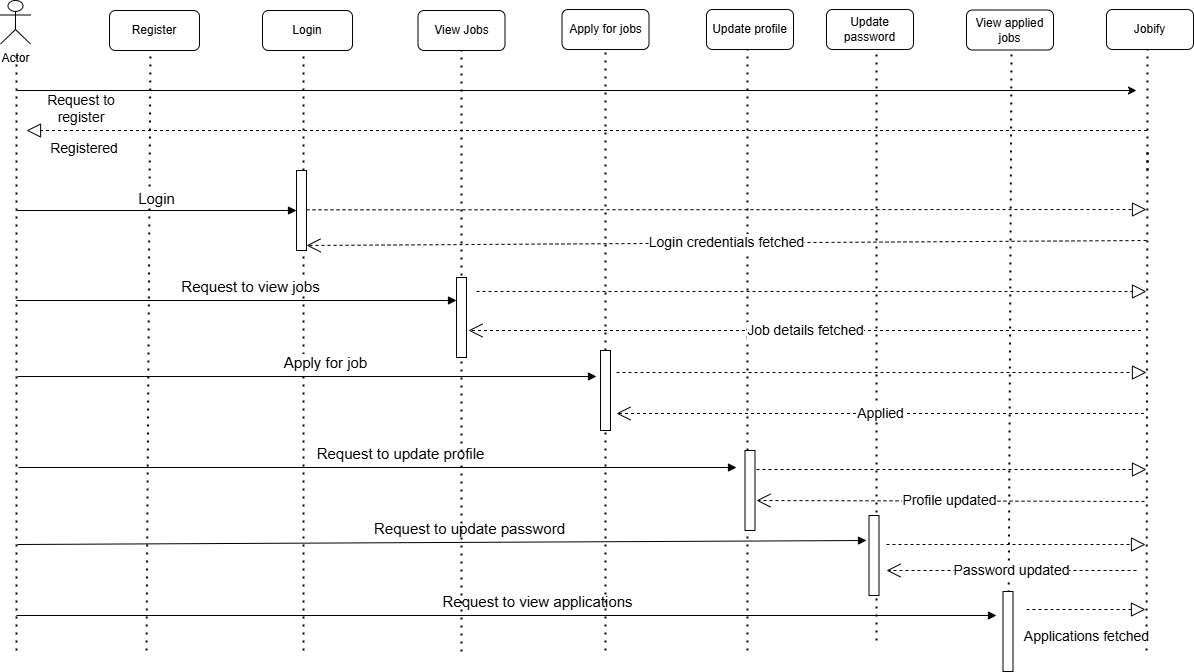 Actor
Register
Login
View Jobs
Apply for jobs
Update profile
Update
password
View applied
jobs
Jobify
Request to
register
Registered
Login
Login credentials fetched
Request to view jobs
Job details fetched
Apply for job
Applied
Request to update profile
Profile updated
Request to update password
Password updated
Request to view applications
Applications fetched